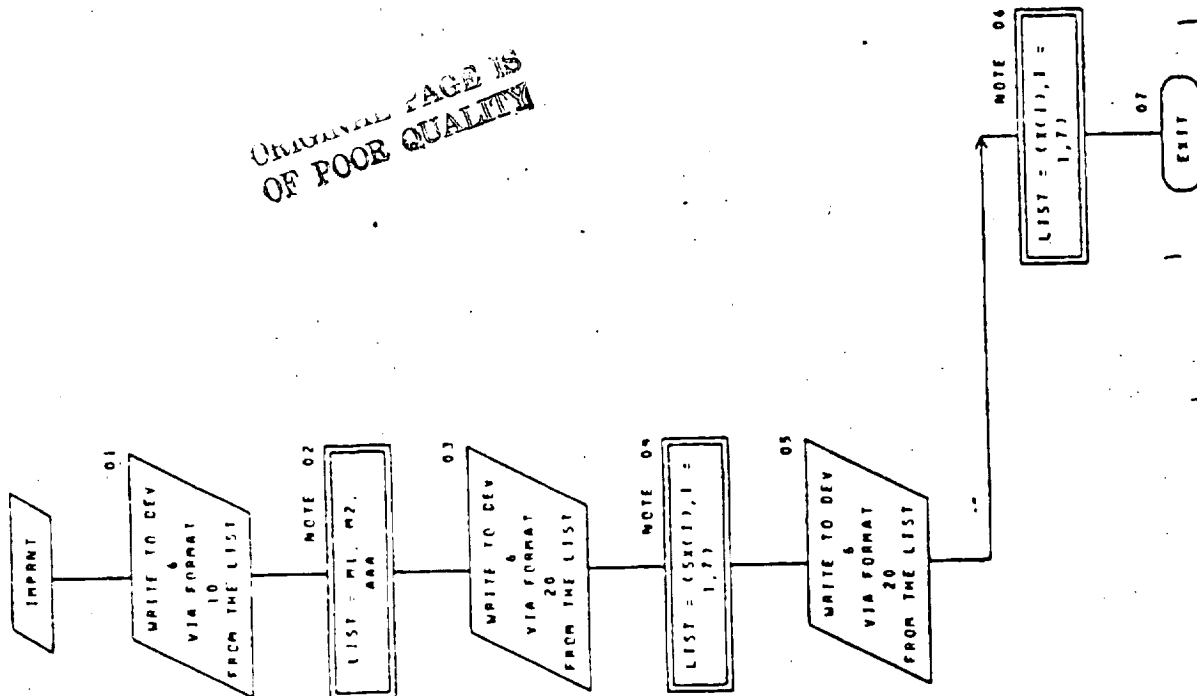 ORIGINAL PAGE IS
OF POOR QUALITY
IMPRNT
01
WRITE TO DEV
6
VIA FORMAT
10
FROM THE LIST
NOTE 02
LIST = M1, M2,
AAA
03
WRITE TO DEV
6
VIA FORMAT
20
FROM THE LIST
NOTE 04
LIST = (SX(I),I =
1,7)
05
WRITE TO DEV
6
VIA FORMAT
20
FROM THE LIST
NOTE 06
LIST = (X(I),I =
1,7)
07
EXIT